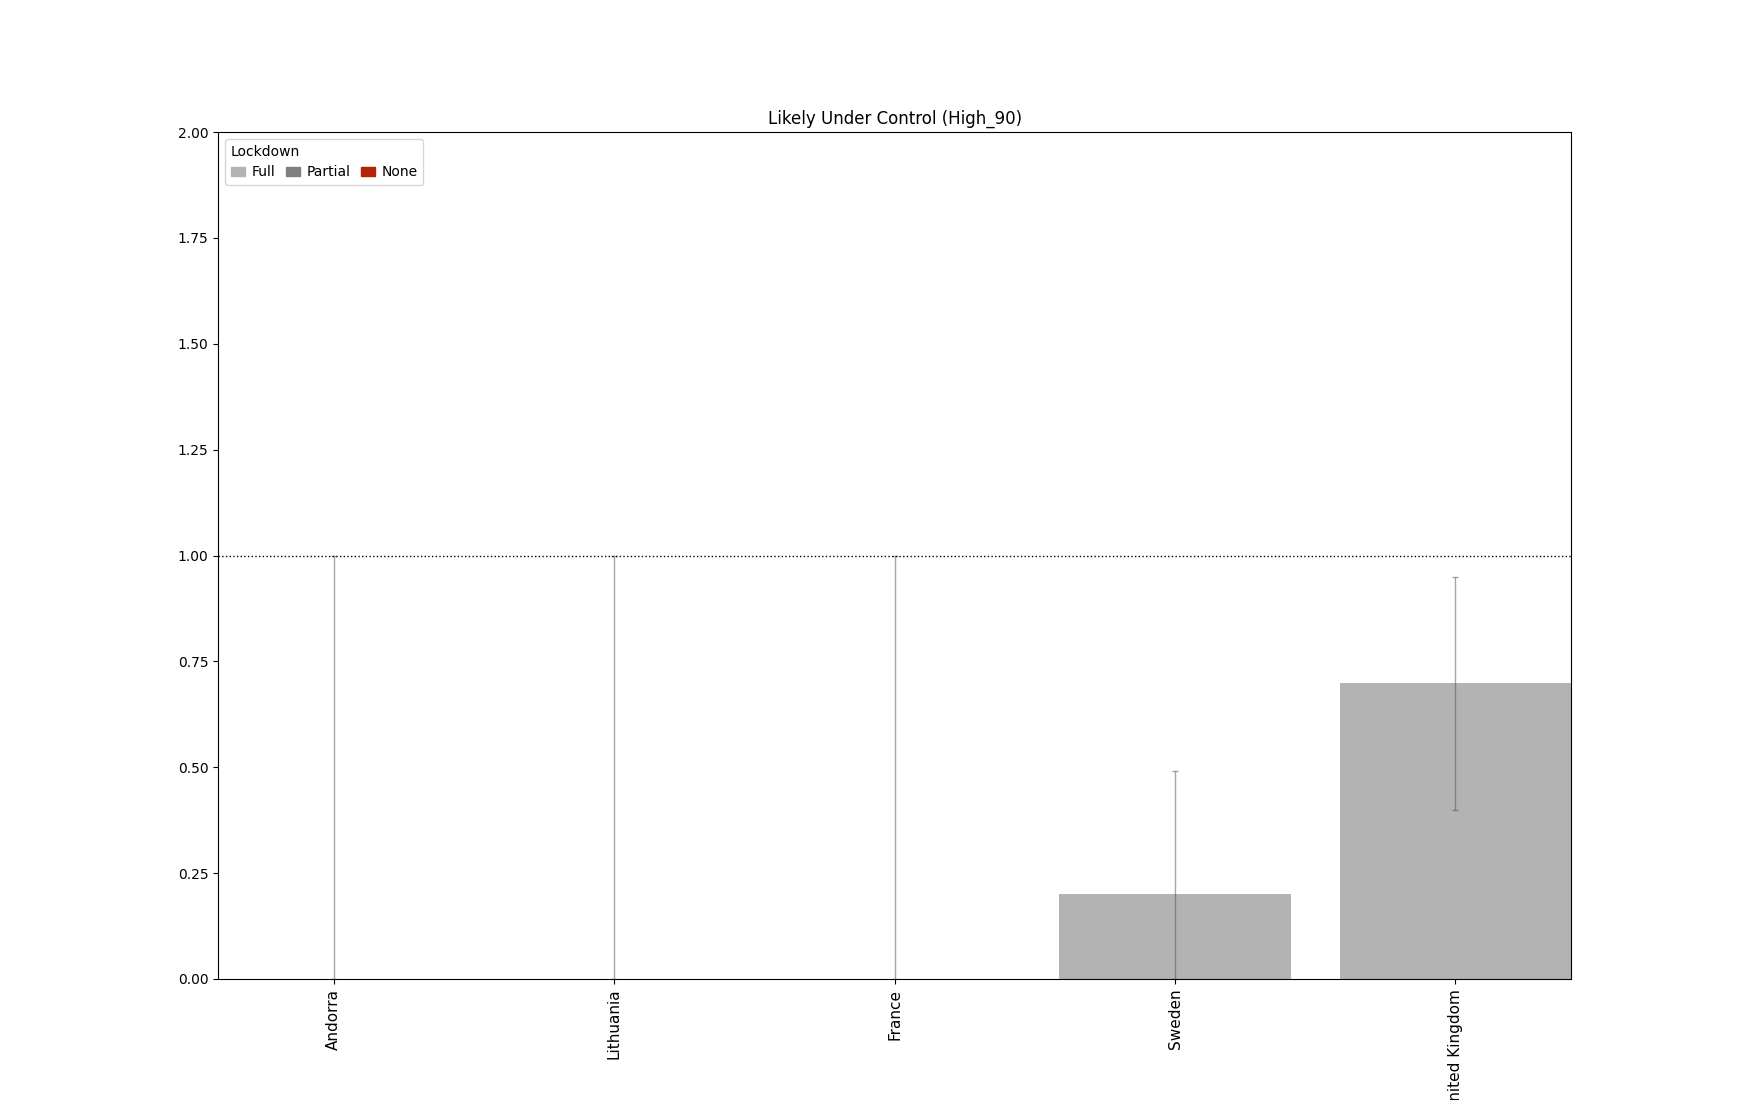 Likely Under Control (High_90)
2.00
Lockdown
Full Partial None
1.75
1.50
1.25
1.00
0.75
0.50
0.25
0.00
Andorra
Lithuania
France
Sweden
nited Kingdom